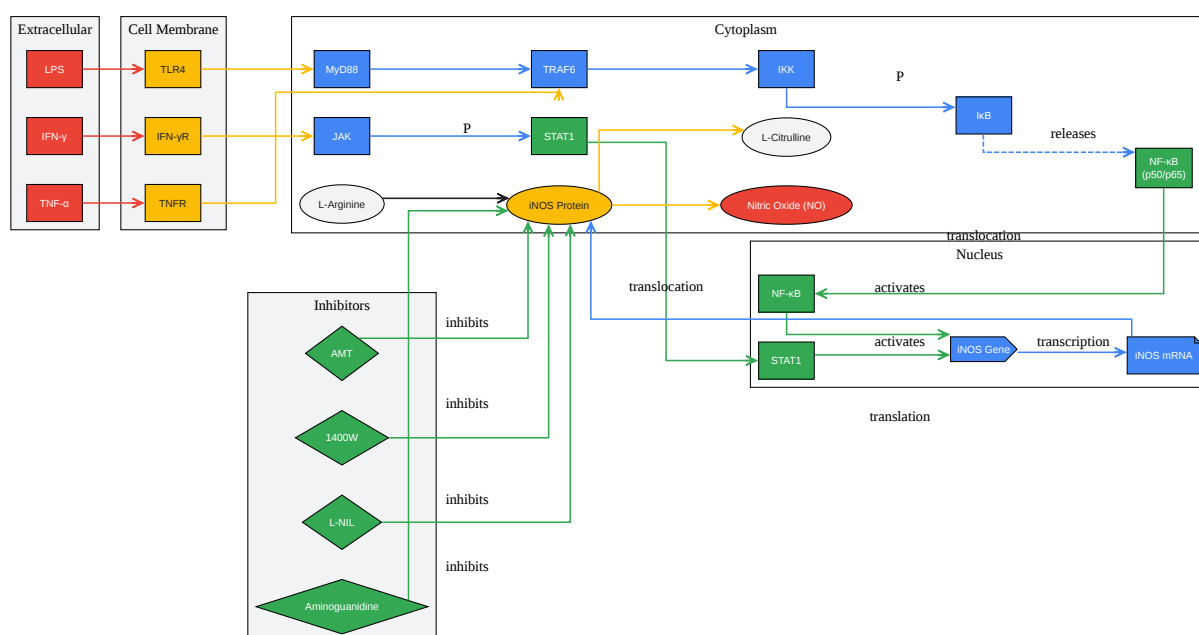 Extracellular
Cell Membrane
Cytoplasm
LPS
TLR4
MyD88
TRAF6
IKK
P
IκB
IFN-γ
IFN-γR
JAK
P
STAT1
L-Citrulline
releases
NF-κB
(p50/p65)
TNF-α
TNFR
L-Arginine
iNOS Protein
Nitric Oxide (NO)
translocation
Nucleus
translocation
NF-κB
activates
Inhibitors
inhibits
AMT
STAT1
activates
iNOS Gene
transcription
iNOS mRNA
inhibits
translation
1400W
inhibits
L-NIL
inhibits
Aminoguanidine